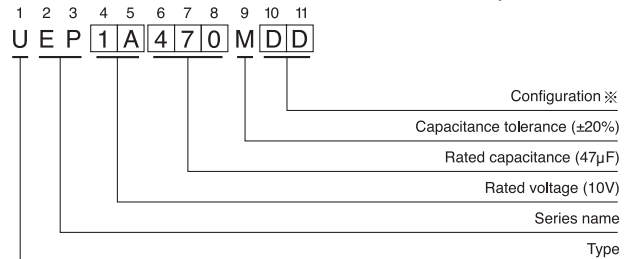 1 2 3 4 5 6 7 8 9 10 11
U E P 1 A 4 7 0 M D D
Configuration ※
Capacitance tolerance (±20%)
Rated capacitance (47µF)
Rated voltage (10V)
Series name
Type